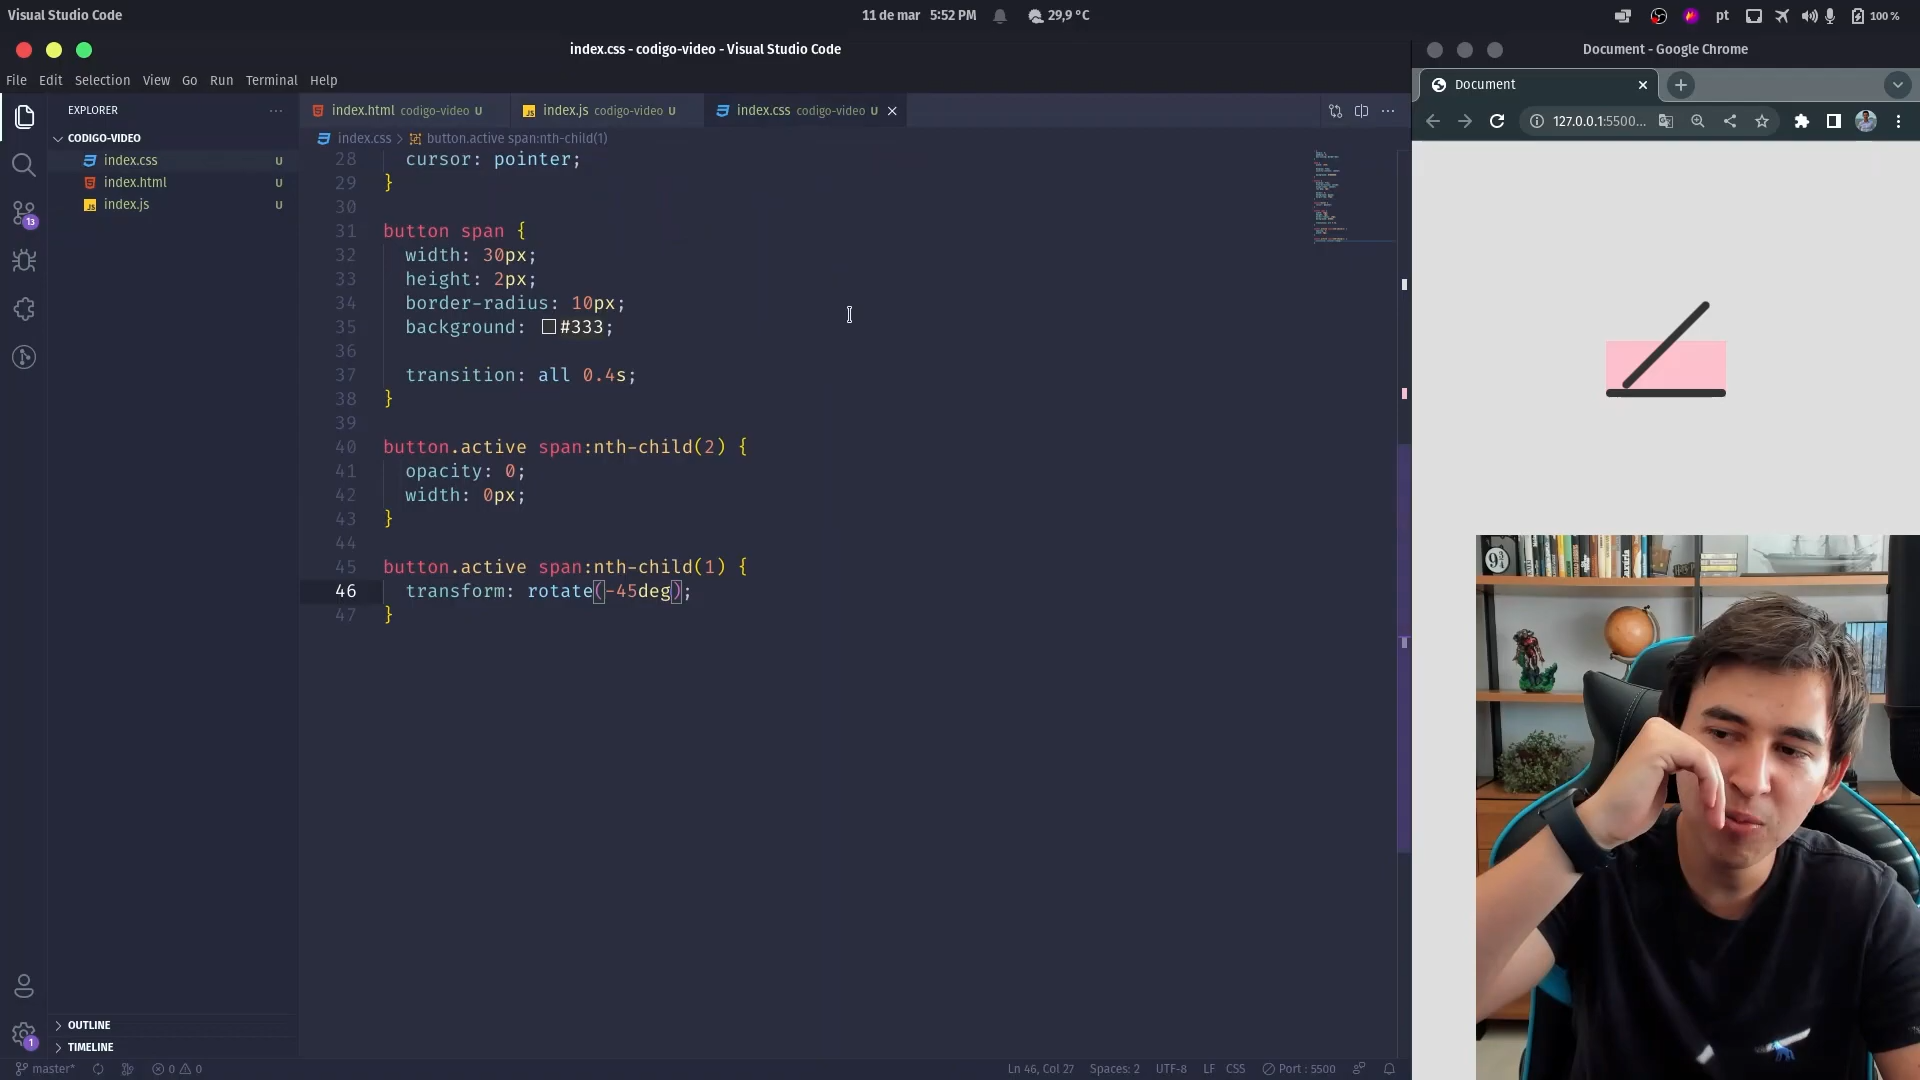 Visual Studio Code
11 de mar 5:52 PM
29,9 °C
pt
100 %
index.css - codigo-video - Visual Studio Code
Document - Google Chrome
File Edit Selection View Go Run Terminal Help
Document
127.0.0.1:5500...
EXPLORER
CODIGO-VIDEO
index.css U
index.html U
index.js U
13
index.html codigo-video U
index.js codigo-video U
index.css codigo-video U
index.css > button.active span:nth-child(1)
28 cursor: pointer;
29 }
30
31 button span {
32 width: 30px;
33 height: 2px;
34 border-radius: 10px;
35 background: #333;
36
37 transition: all 0.4s;
38 }
39
40 button.active span:nth-child(2) {
41 opacity: 0;
42 width: 0px;
43 }
44
45 button.active span:nth-child(1) {
46 transform: rotate(-45deg);
47 }
9¾
OUTLINE
TIMELINE
1
master*
0 0
Ln 46, Col 27
Spaces: 2
UTF-8
LF
CSS
Port : 5500